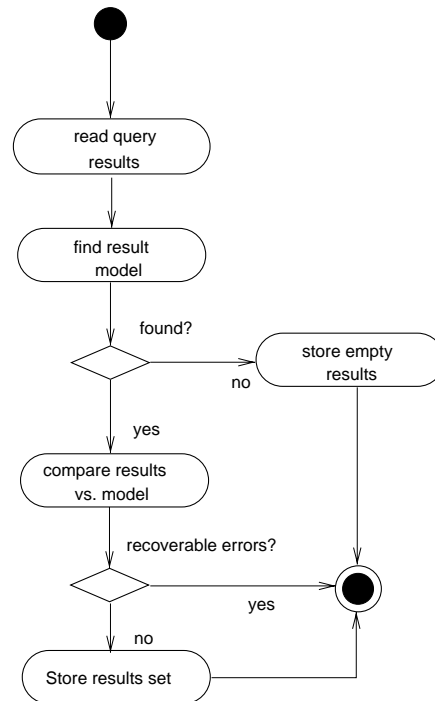 read query
results
find result
model
found?
store empty
results
no
yes
compare results
vs. model
recoverable errors?
yes
no
Store results set